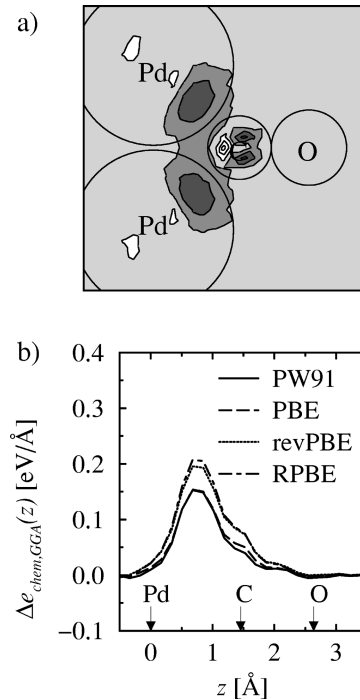 a)
Pd
O
Pd
b)
0.4
PW91
PBE
revPBE
RPBE
0.3
0.2
0.1
0.0
−0.1
Δe_chem,GGA(z) [eV/Å]
Pd
C
O
0 1 2 3
z [Å]